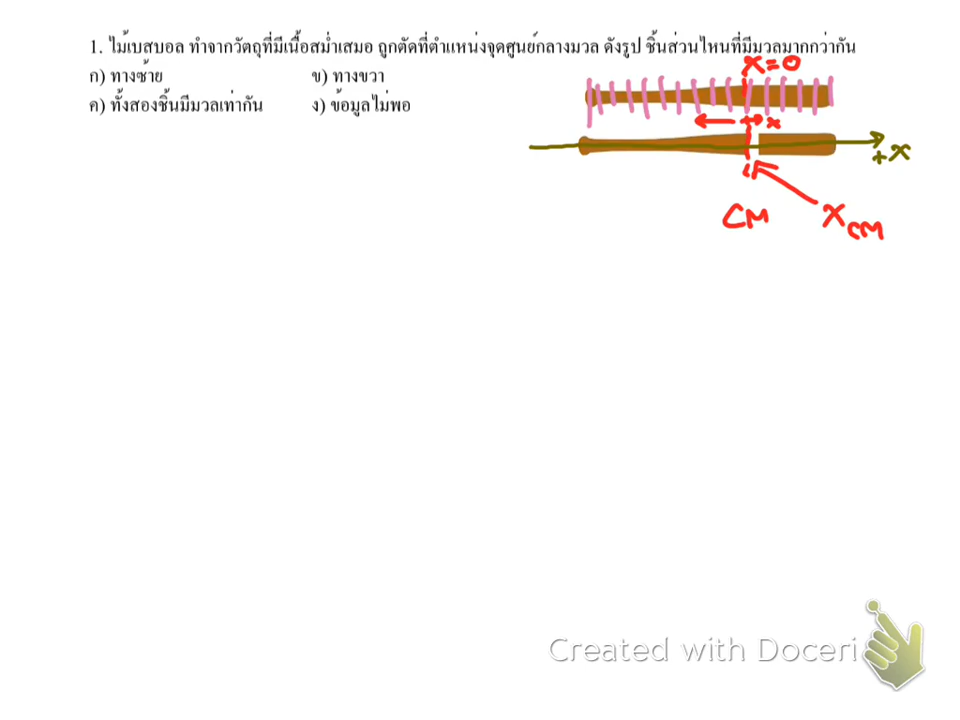 1. ไม้เบสบอล ทำจากวัตถุที่มีเนื้อสม่ำเสมอ ถูกตัดที่ตำแหน่งจุดศูนย์กลางมวล ดังรูป ชิ้นส่วนไหนที่มีมวลมากกว่ากัน
ก) ทางซ้าย ข) ทางขวา
ค) ทั้งสองชิ้นมีมวลเท่ากัน ง) ข้อมูลไม่พอ
x=0
x
+x
CM
xCM
Created with Doceri